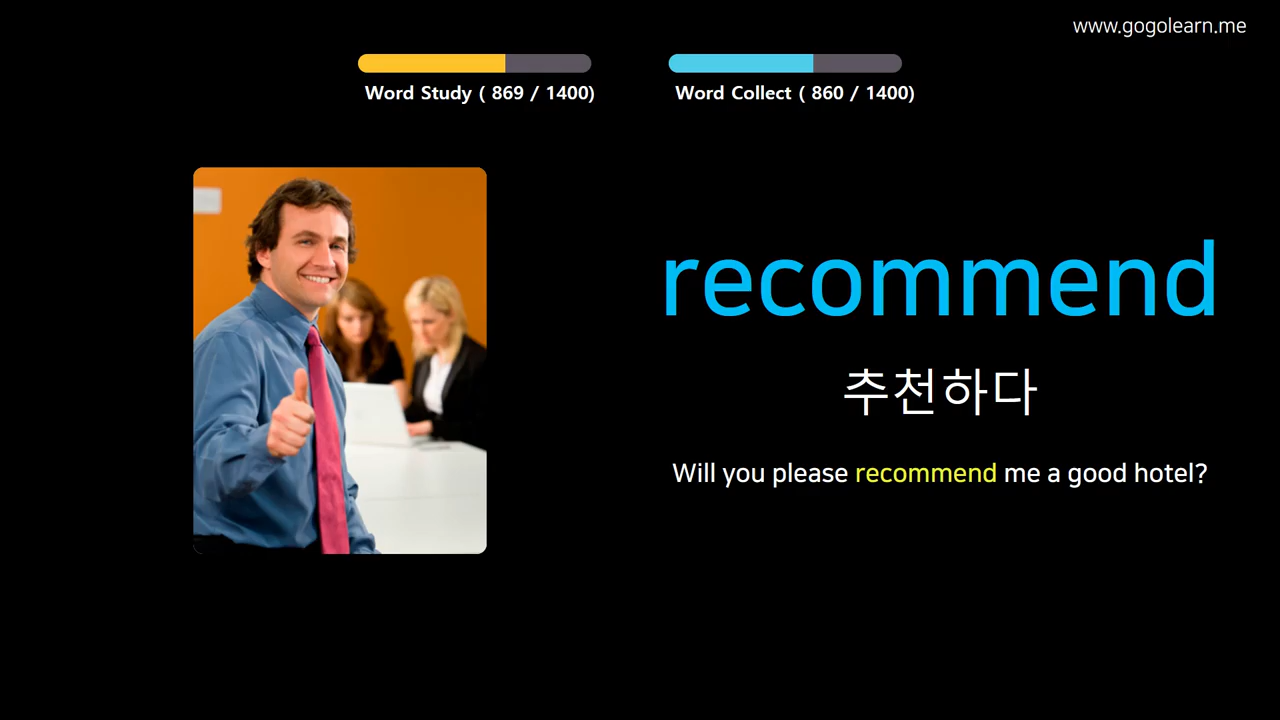 www.gogolearn.me
Word Study ( 869 / 1400)
Word Collect ( 860 / 1400)
recommend
추천하다
Will you please recommend me a good hotel?